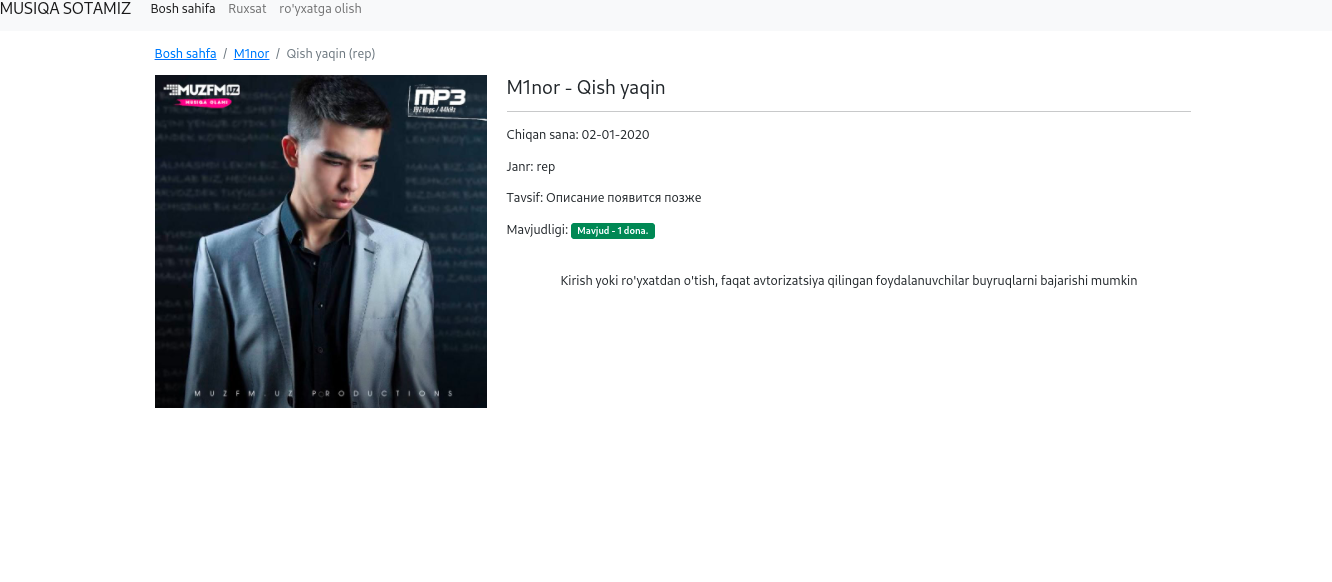 MUSIQA SOTAMIZ Bosh sahifa Ruxsat ro'yxatga olish
Bosh sahfa / M1nor / Qish yaqin (rep)
MUZFM.UZ
MUSIQA OLAMI
MP3
192 kbps / 44kHz
MUZFM.UZ PRODUCTIONS
M1nor - Qish yaqin
Chiqan sana: 02-01-2020
Janr: rep
Tavsif: Описание появится позже
Mavjudligi: Mavjud - 1 dona.
Kirish yoki ro'yxatdan o'tish, faqat avtorizatsiya qilingan foydalanuvchilar buyruqlarni bajarishi mumkin